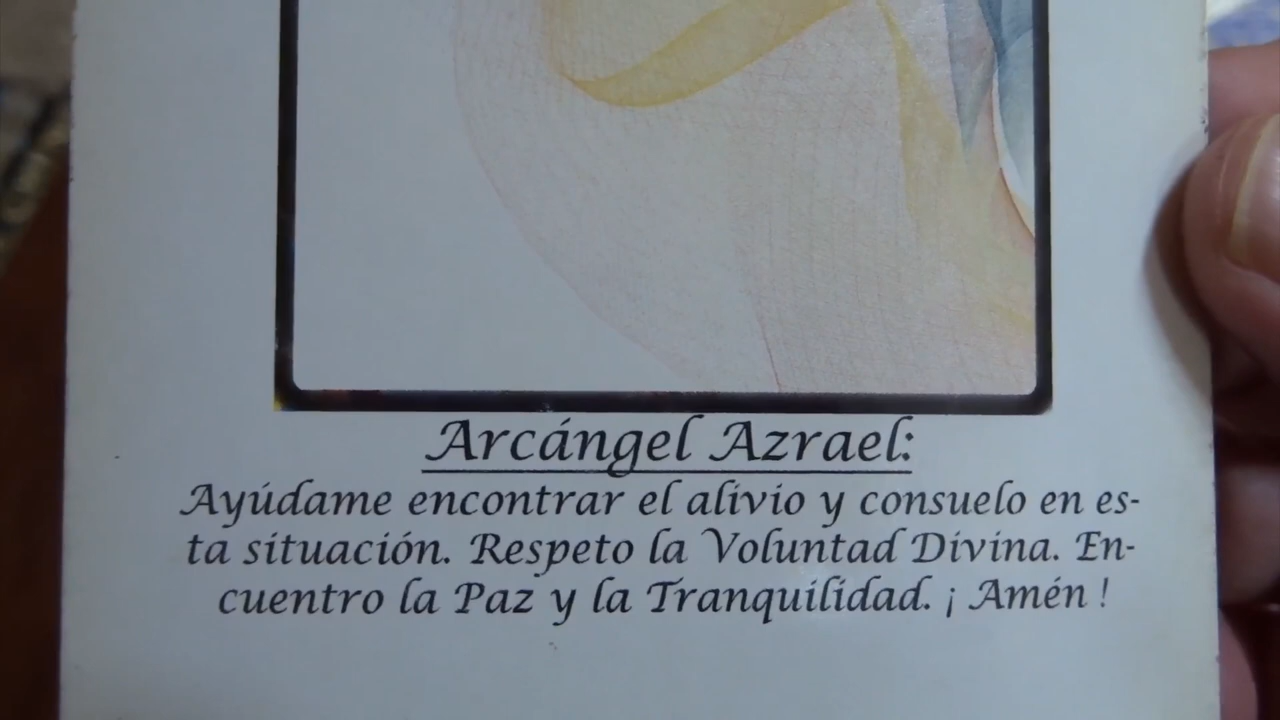 Arcángel Azrael:
Ayúdame encontrar el alivio y consuelo en es-
ta situación. Respeto la Voluntad Divina. En-
cuentro la Paz y la Tranquilidad. ¡ Amén !